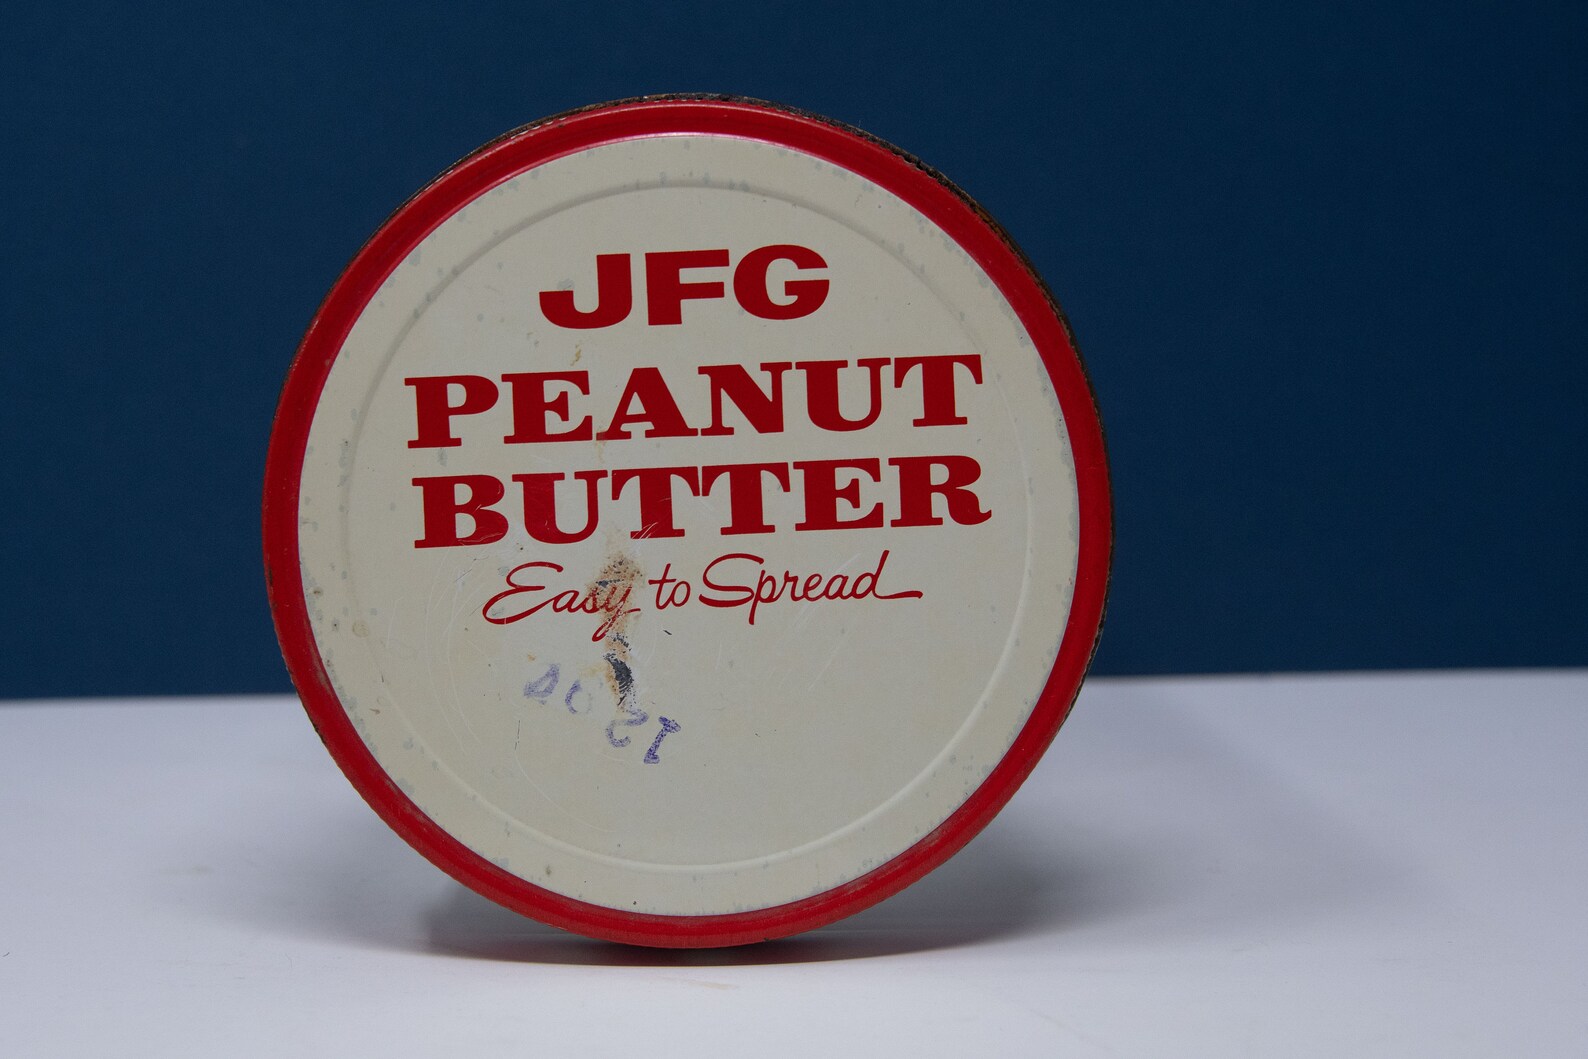 JFG
PEANUT
BUTTER
Easy to Spread